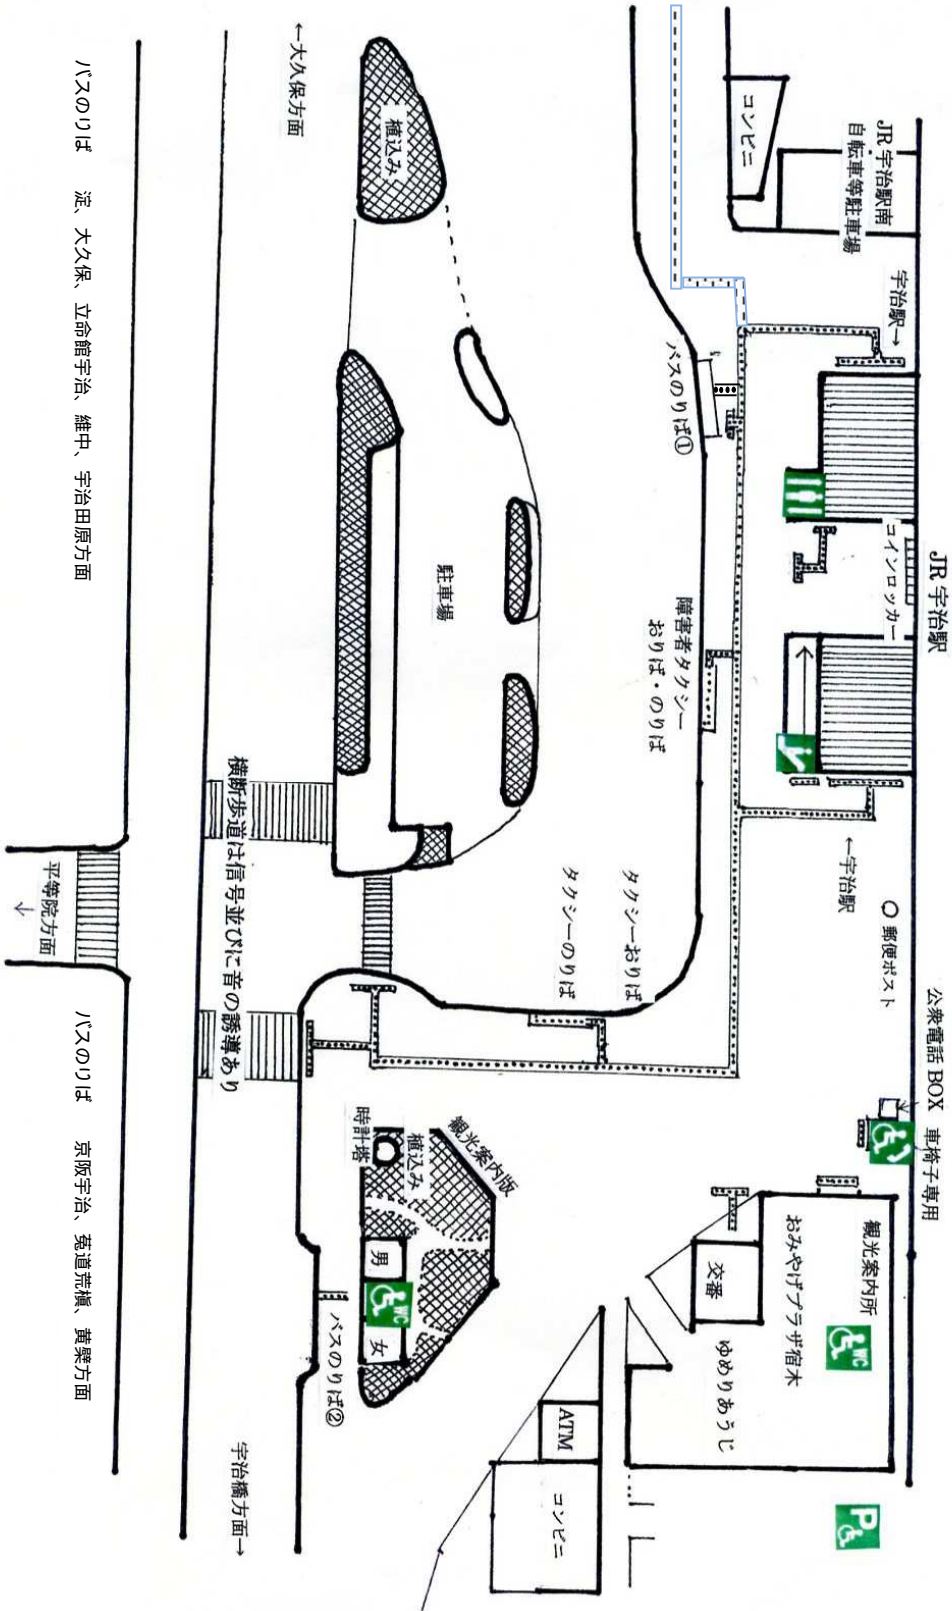 JR 宇治駅
公衆電話 BOX 車椅子専用
JR 宇治駅南
自転車等駐車場
宇治駅→
コインロッカー
←宇治駅
郵便ポスト
観光案内所
WC
おみやげプラザ宿木
ゆめりあうじ
交番
P
コンビニ
バスのりば①
障害者タクシー
おりば・のりば
タクシーおりば
タクシーのりば
観光案内版
植込み
時計塔
男
WC
女
ATM
コンビニ
駐車場
植込み
←大久保方面
横断歩道は信号並びに音の誘導あり
バスのりば②
宇治橋方面→
平等院方面
↓
バスのりば 淀、大久保、立命館宇治、維中、宇治田原方面
バスのりば 京阪宇治、菟道荒槇、黄檗方面